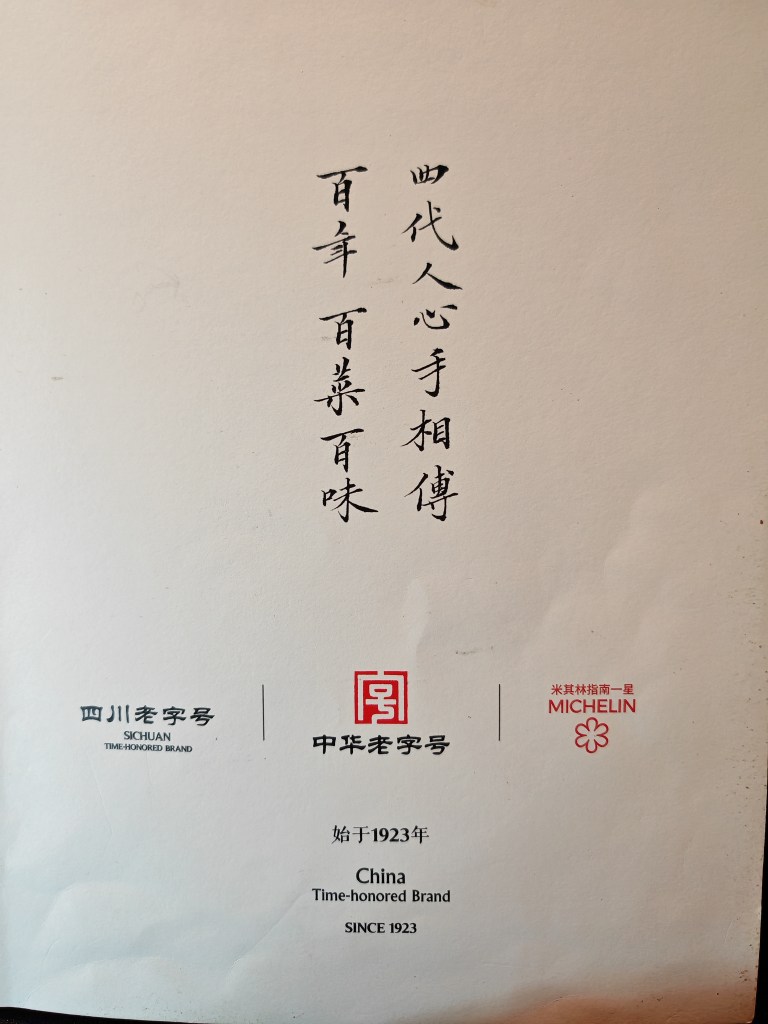 四代人心手相傳
百年 百菜百味
四川老字号
SICHUAN
TIME-HONORED BRAND
中华老字号
米其林指南一星
MICHELIN
始于1923年
China
Time-honored Brand
SINCE 1923